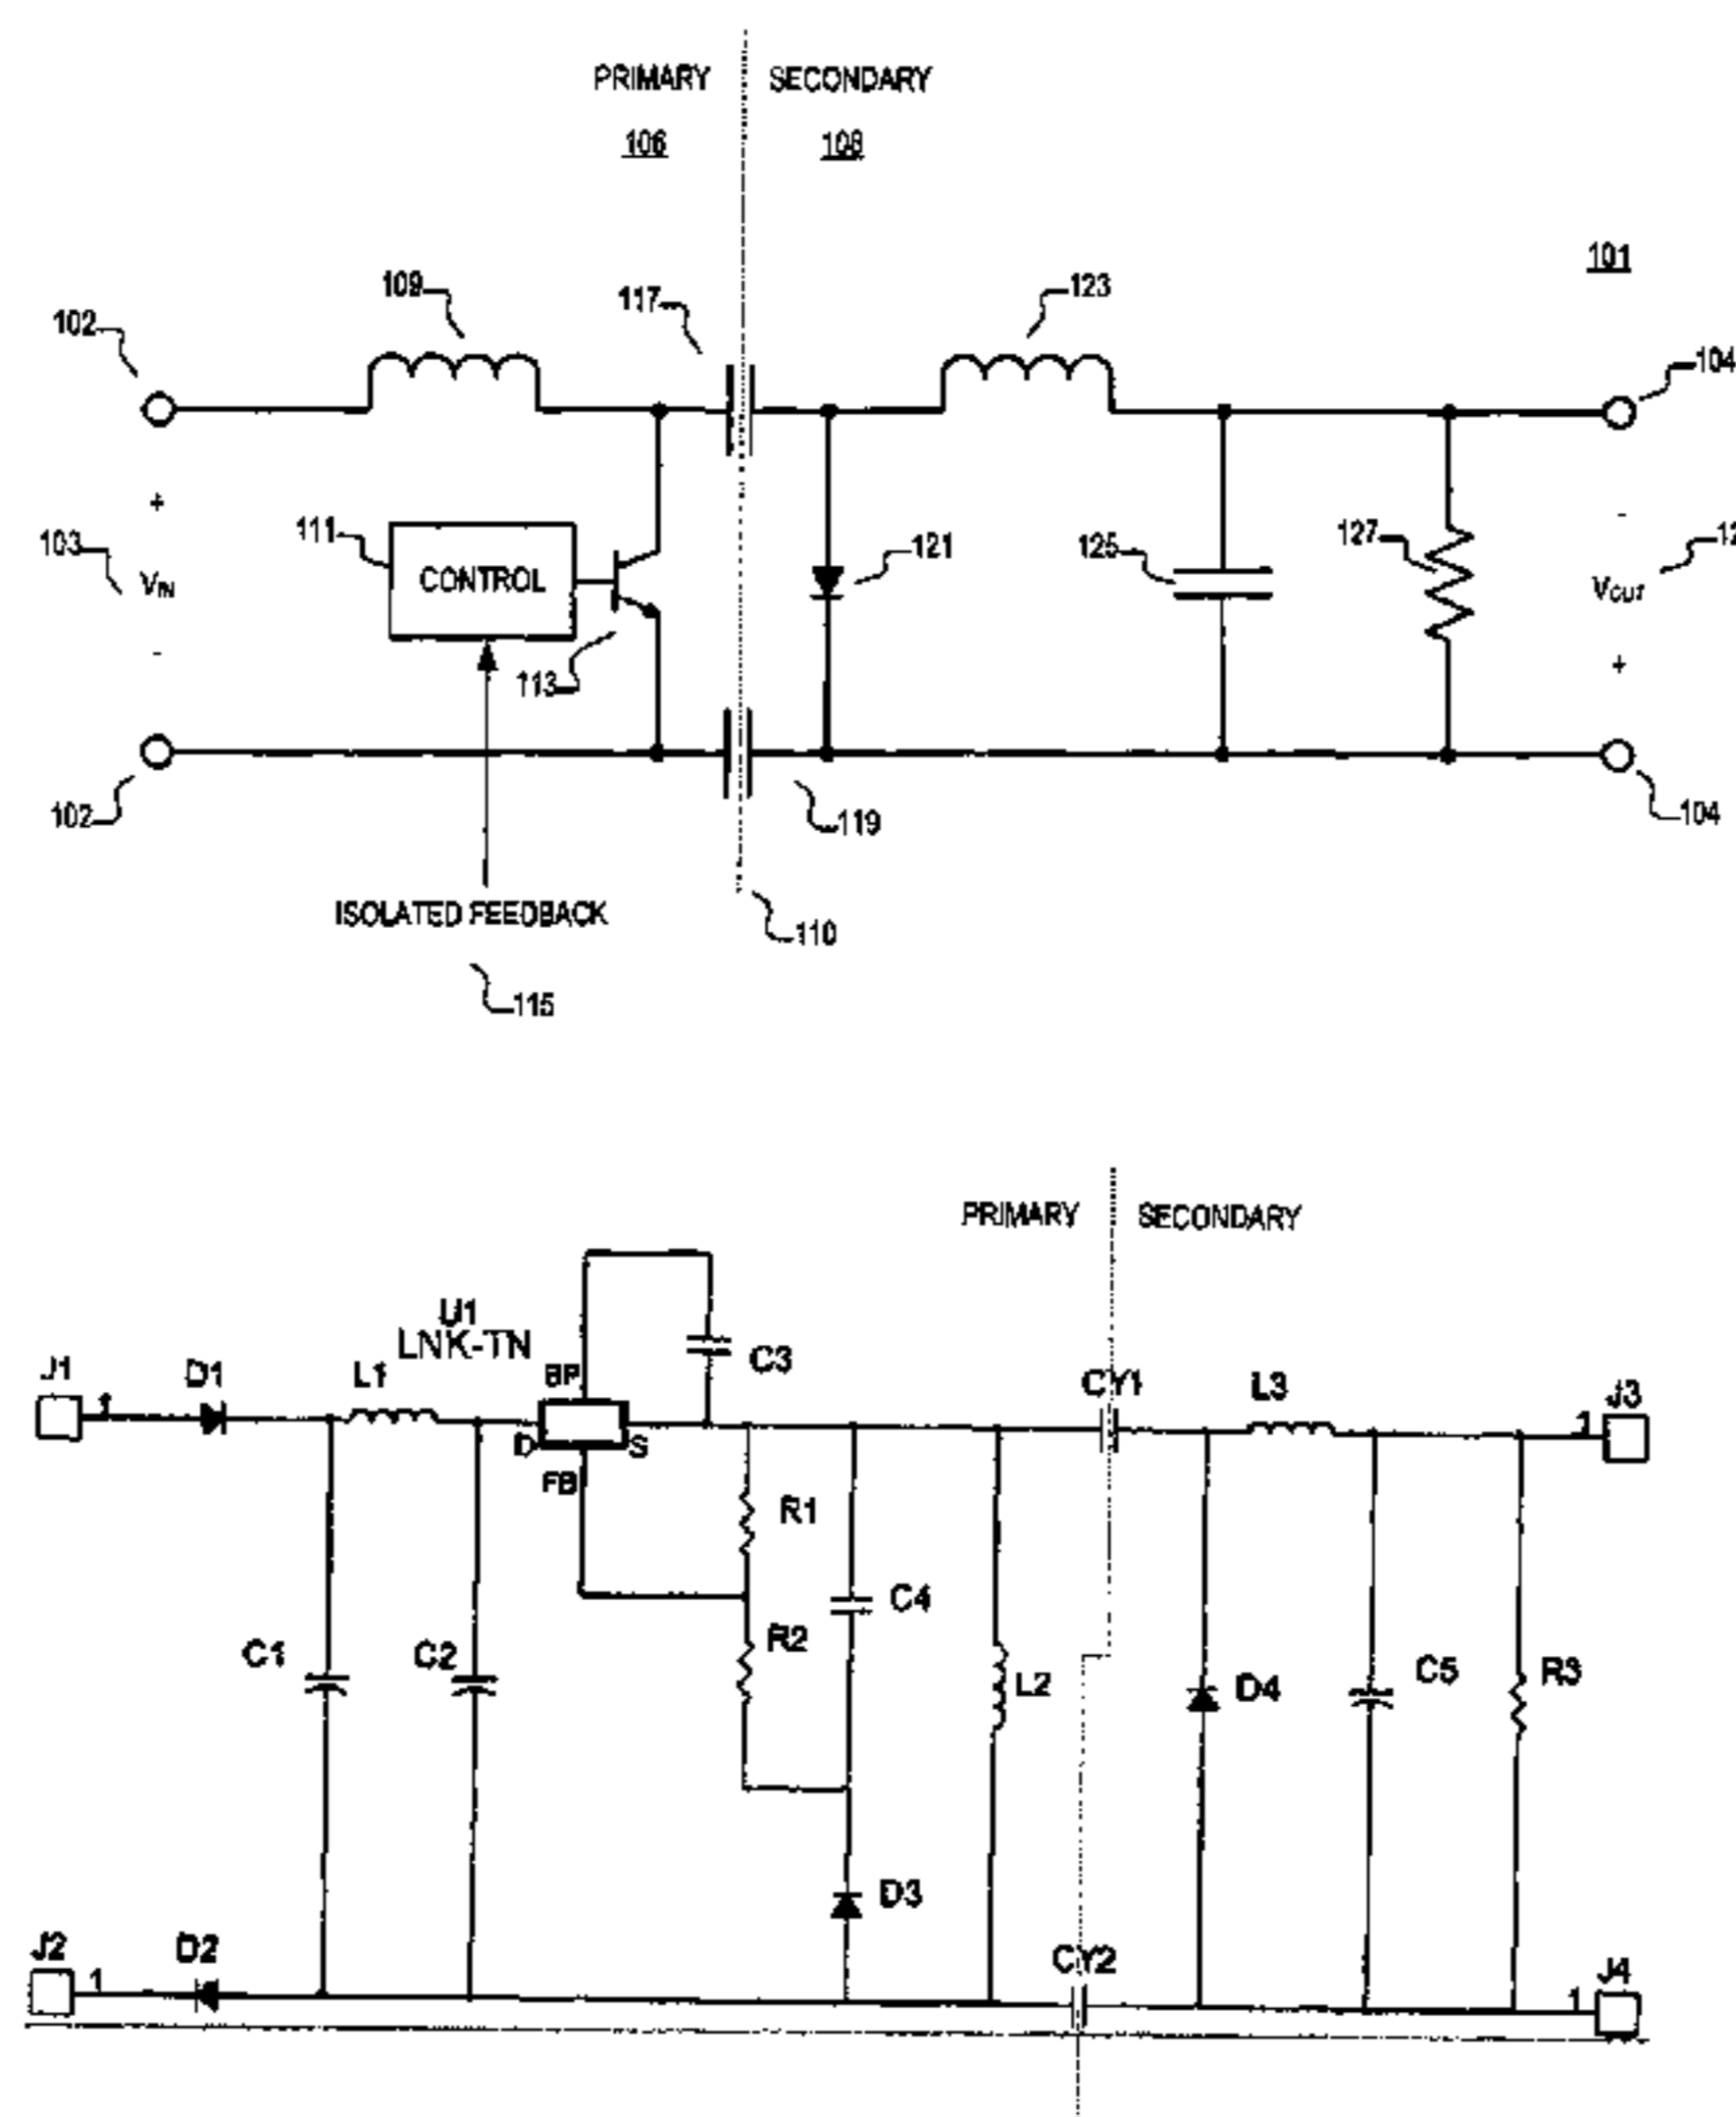 PRIMARY SECONDARY
106 108
101
109 117 123
102 104
+ -
103 111 CONTROL 121 125 127
VIN VOUT
- +
113
102 119 104
ISOLATED FEEDBACK 110
115
PRIMARY SECONDARY
U1
LNK-TN
J1 1 D1 L1 BP C3 CY1 L3 1 J3
D S
FB
R1
C4
C1 C2 R2 L2 D4 C5 R3
D3
J2 1 D2 CY2 1 J4